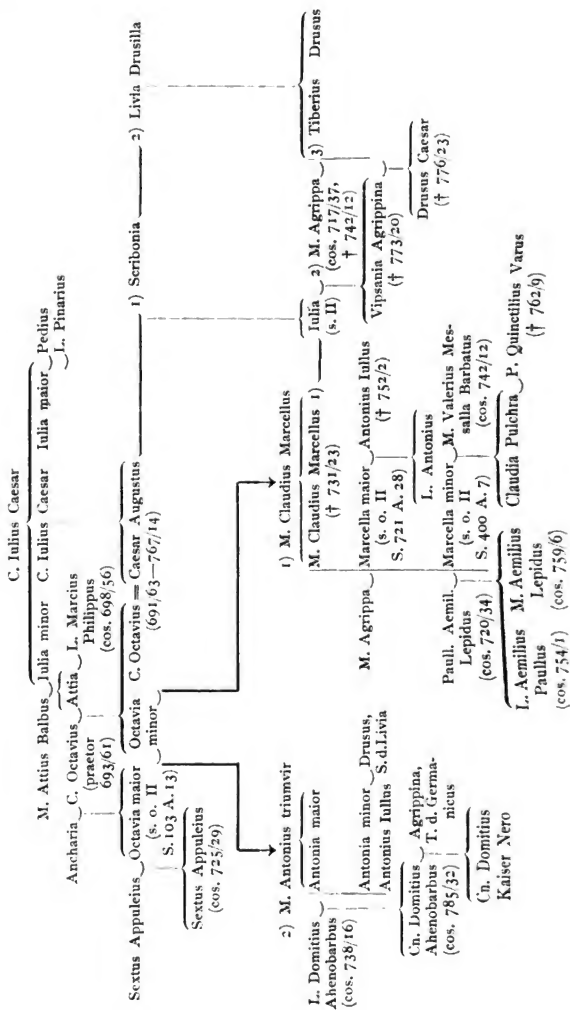 C. Iulius Caesar
M. Attius Balbus Iulia minor C. Iulius Caesar Iulia maior Pedius
L. Pinarius
Ancharia C. Octavius Attia L. Marcius
(praetor Philippus
693/61) (cos. 698/56)
Sextus Appuleius Octavia maior Octavia C. Octavius = Caesar Augustus 1) Scribonia 2) Livia Drusilla
(s. o. II minor (691/63—767/14)
S. 103 A. 13)
Sextus Appuleius
(cos. 725/29)
2) M. Antonius triumvir 1) M. Claudius Marcellus
L. Domitius Antonia maior M. Claudius Marcellus 1) Iulia 2) M. Agrippa 3) Tiberius Drusus
Ahenobarbus († 731/23) (s. II) (cos. 717/37,
(cos. 738/16) † 742/12)
Antonia minor Drusus,
Antonius Iullus S. d. Livia
M. Agrippa Marcella maior Antonius Iullus Vipsania Agrippina
(s. o. II († 752/2) († 773/20)
S. 721 A. 28)
L. Antonius Drusus Caesar
(† 776/23)
Cn. Domitius Agrippina,
Ahenobarbus T. d. Germa-
(cos. 785/32) nicus
Paull. Aemil. Marcella minor M. Valerius Mes-
Lepidus (s. o. II salla Barbatus
(cos. 720/34) S. 400 A. 7) (cos. 742/12)
Cn. Domitius
Kaiser Nero
L. Aemilius M. Aemilius Claudia Pulchra P. Quinctilius Varus
Paullus Lepidus († 762/9)
(cos. 754/1) (cos. 759/6)